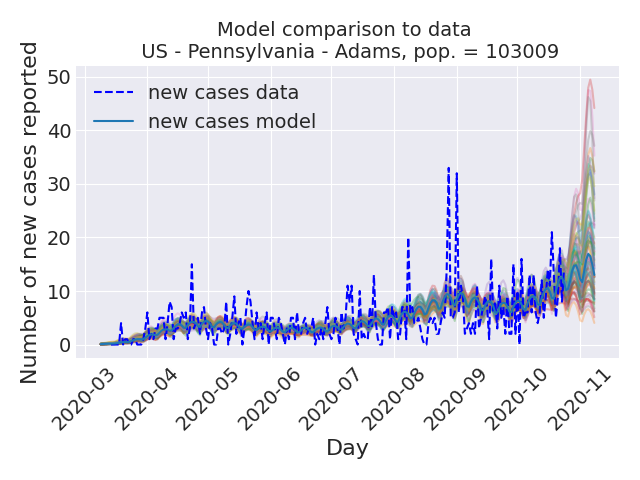 Model comparison to data
US - Pennsylvania - Adams, pop. = 103009
Number of new cases reported
50
40
30
20
10
0
new cases data
new cases model
2020-03
2020-04
2020-05
2020-06
2020-07
2020-08
2020-09
2020-10
2020-11
Day